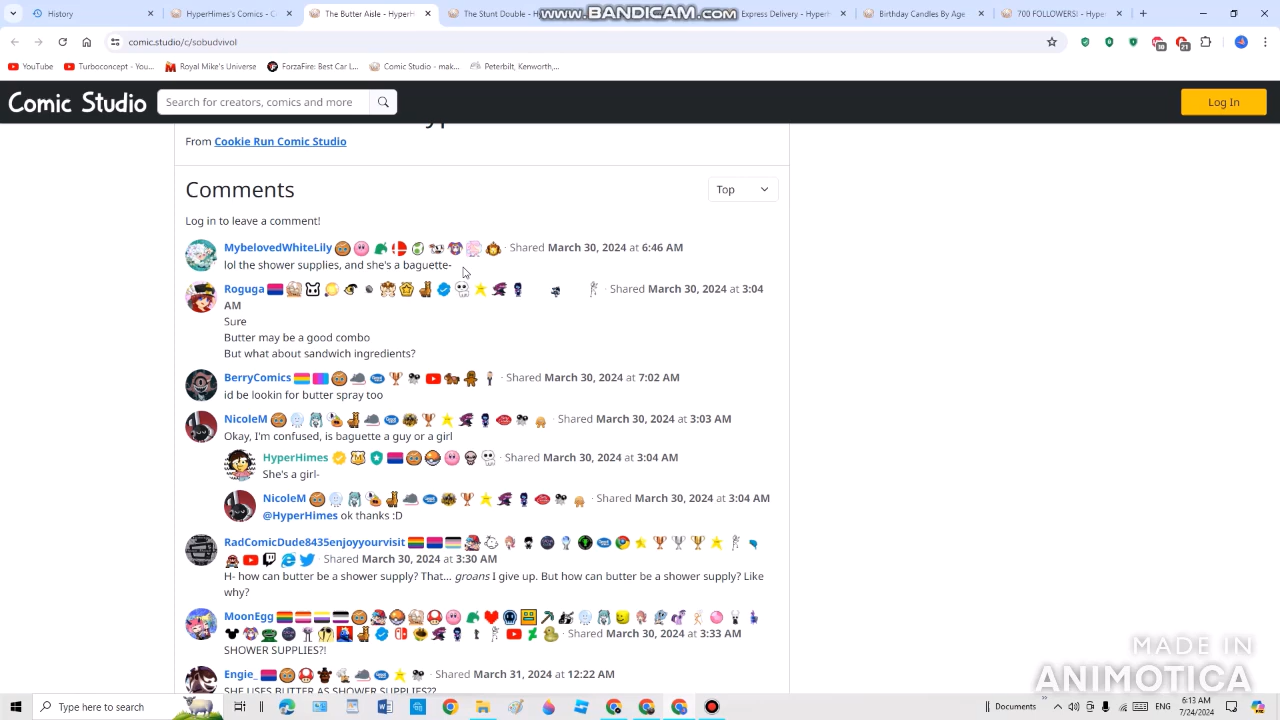 History
Comic Studio
The Stunt Double - H
www.BANDICAM.com
Express Delivery - Hyperh
Birthday Candles By Age
700 FOLLOWERS - Hyperh
comic.studio/c/sobudvivol
10
21
YouTube
Turboconcept - You...
Royal Mike's Universe
ForzaFire: Best Car L...
Comic Studio - mak...
Peterbilt, Kenworth,...
Comic Studio
Search for creators, comics and more
Log In
From Cookie Run Comic Studio
Comments
Top
Log in to leave a comment!
MybelovedWhiteLily · Shared March 30, 2024 at 6:46 AM
lol the shower supplies, and she's a baguette-
Roguga · Shared March 30, 2024 at 3:04
AM
Sure
Butter may be a good combo
But what about sandwich ingredients?
BerryComics · Shared March 30, 2024 at 7:02 AM
id be lookin for butter spray too
NicoleM · Shared March 30, 2024 at 3:03 AM
Okay, I'm confused, is baguette a guy or a girl
HyperHimes · Shared March 30, 2024 at 3:04 AM
She's a girl-
NicoleM · Shared March 30, 2024 at 3:04 AM
@HyperHimes ok thanks :D
RadComicDude8435enjoyyourvisit
Shared March 30, 2024 at 3:30 AM
H- how can butter be a shower supply? That... groans I give up. But how can butter be a shower supply? Like
why?
MoonEgg
· Shared March 30, 2024 at 3:33 AM
SHOWER SUPPLIES?!
Engie_ · Shared March 31, 2024 at 12:22 AM
SHE USES BUTTER AS SHOWER SUPPLIES??
MADE IN
ANIMOTICA
Type here to search
Documents
6:13 AM
7/24/2024